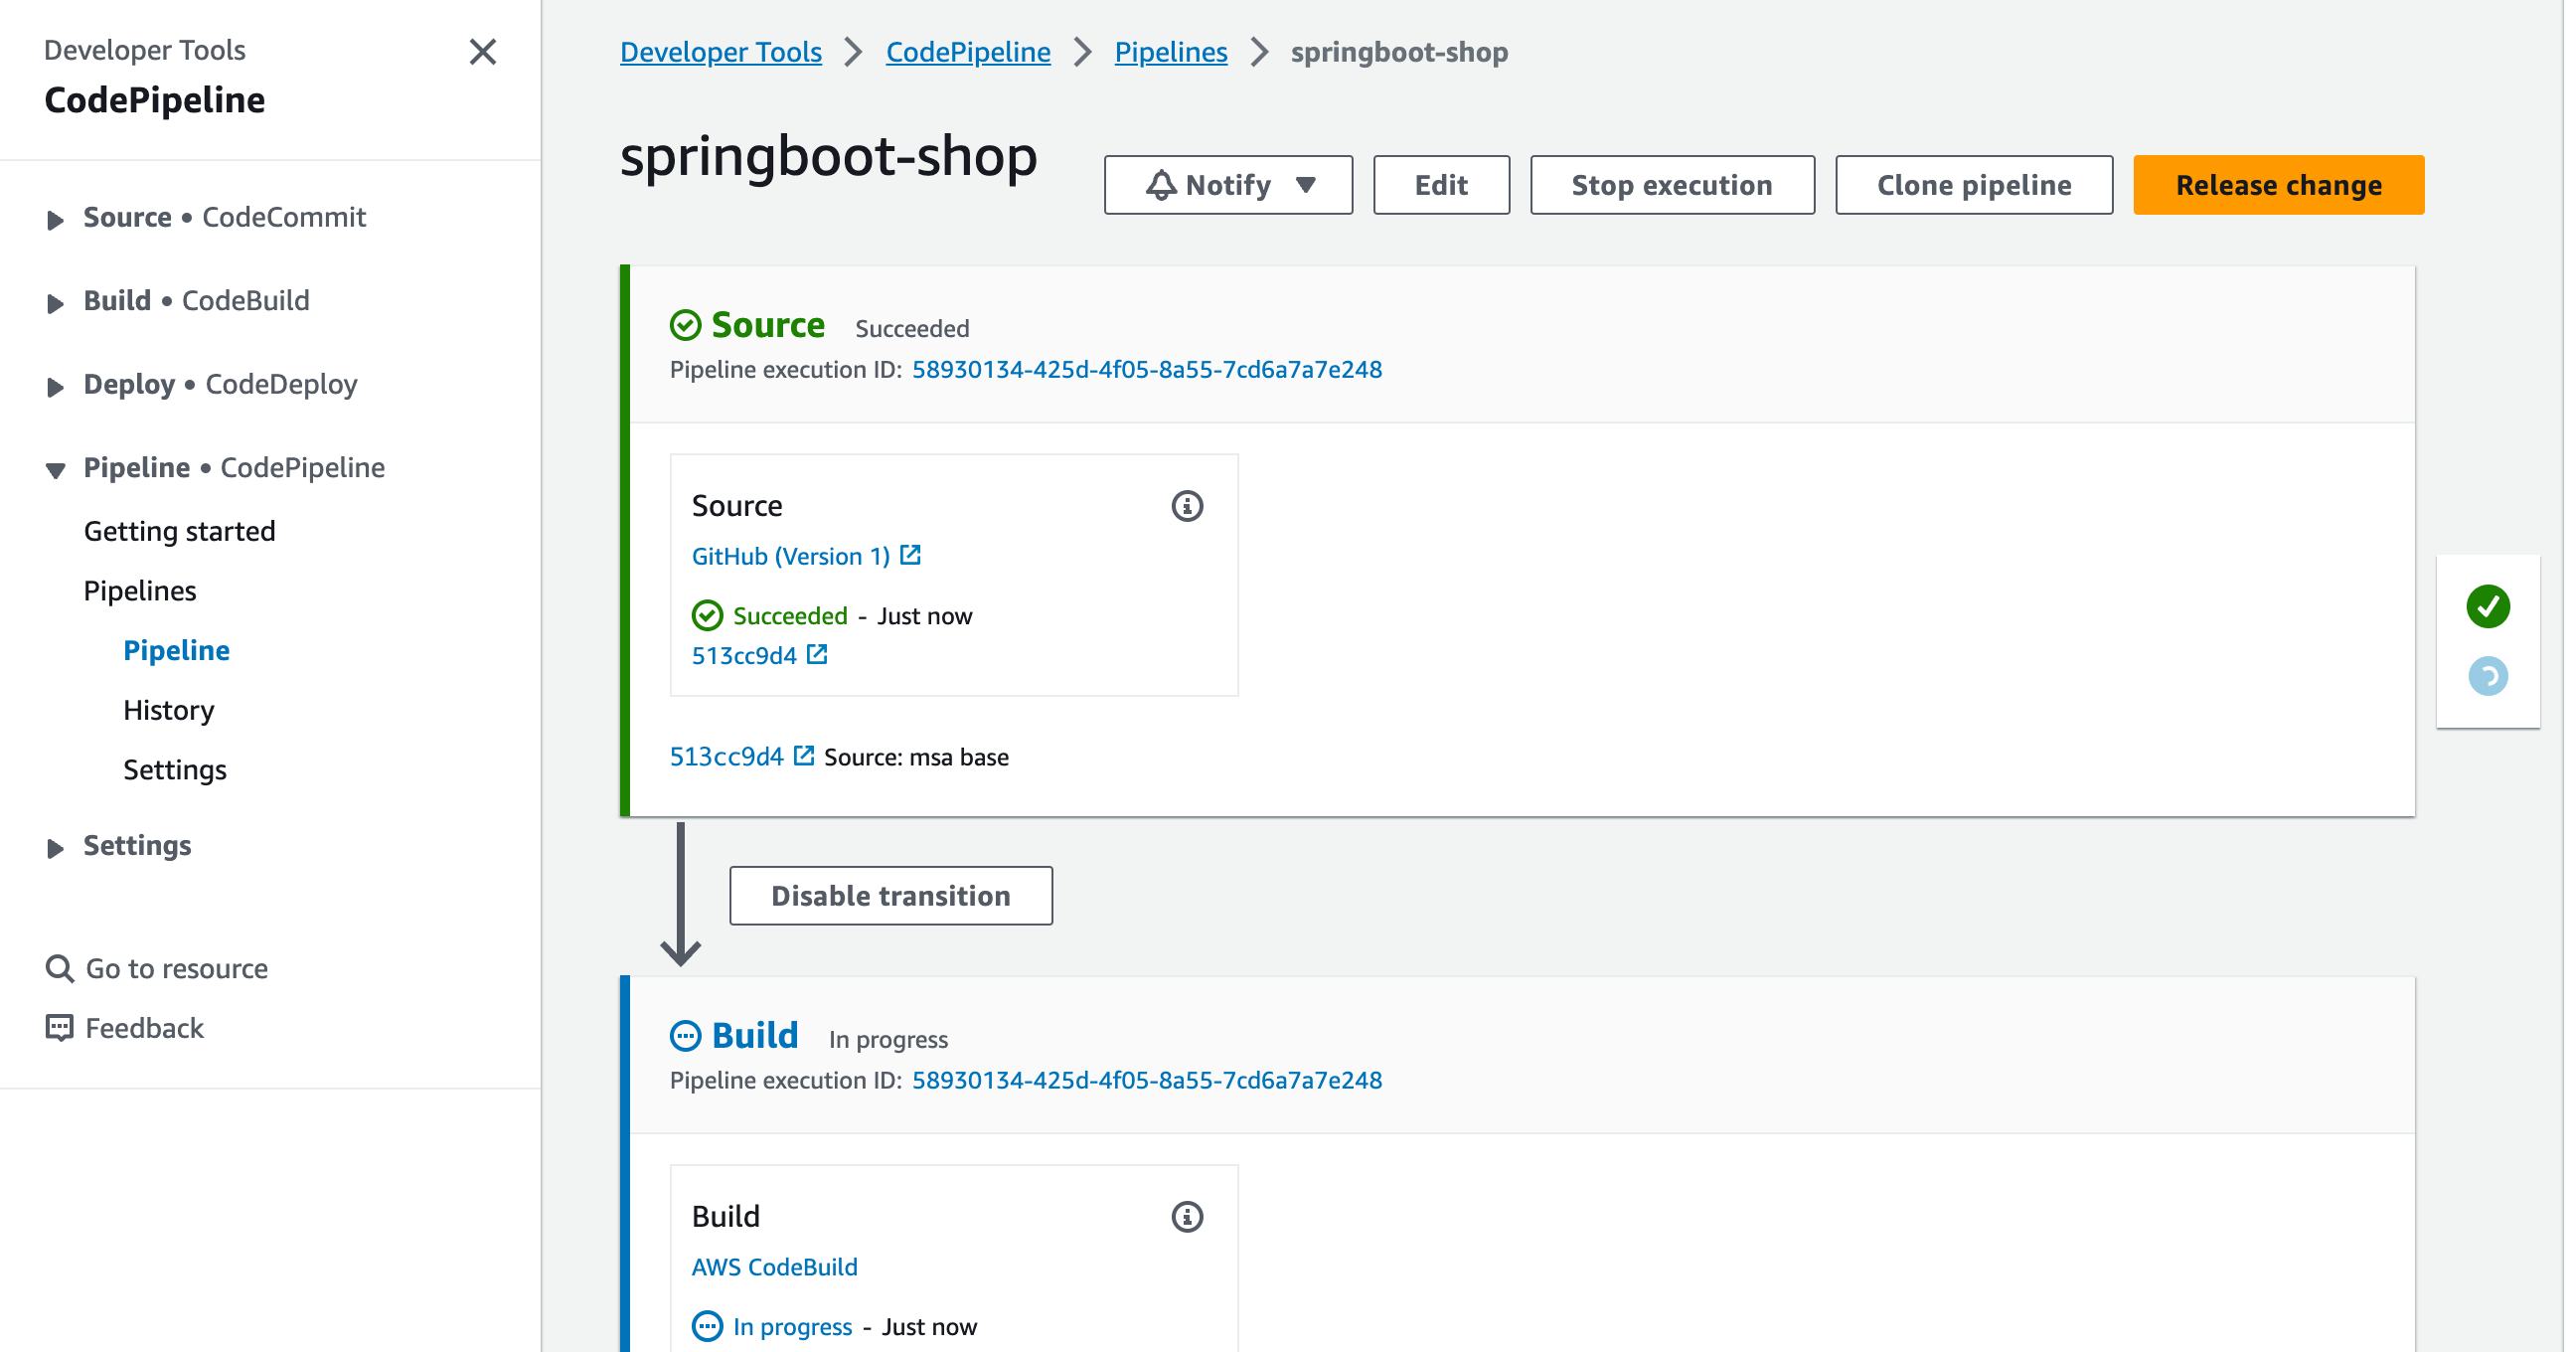 Developer Tools
CodePipeline
Source • CodeCommit
Build • CodeBuild
Deploy • CodeDeploy
Pipeline • CodePipeline
Getting started
Pipelines
Pipeline
History
Settings
Settings
Go to resource
Feedback
Developer Tools > CodePipeline > Pipelines > springboot-shop
springboot-shop
Notify Edit Stop execution Clone pipeline Release change
Source Succeeded
Pipeline execution ID: 58930134-425d-4f05-8a55-7cd6a7a7e248
Source
GitHub (Version 1)
Succeeded - Just now
513cc9d4
513cc9d4 Source: msa base
Disable transition
Build In progress
Pipeline execution ID: 58930134-425d-4f05-8a55-7cd6a7a7e248
Build
AWS CodeBuild
In progress - Just now